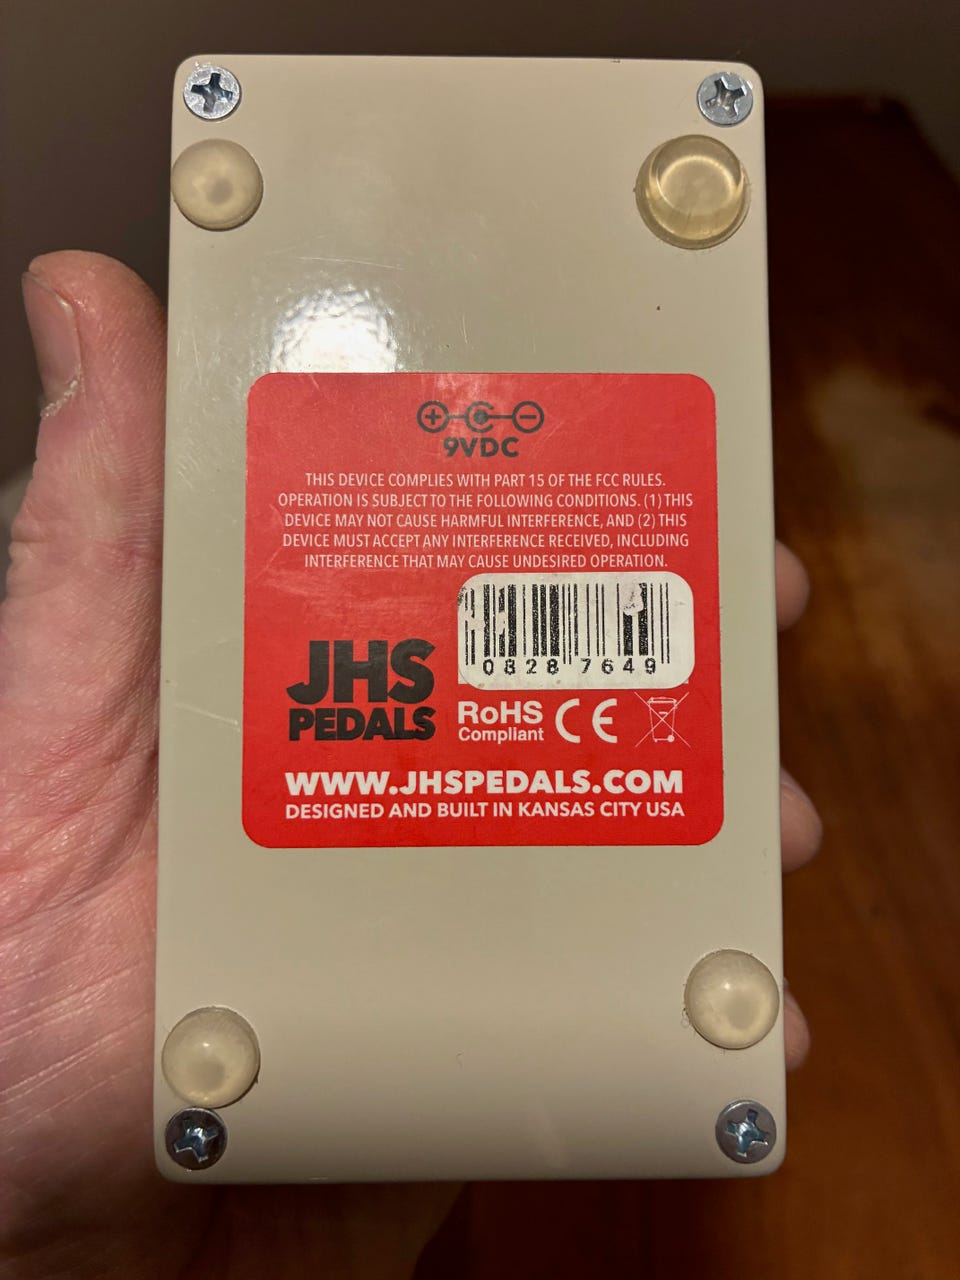 9VDC
THIS DEVICE COMPLIES WITH PART 15 OF THE FCC RULES.
OPERATION IS SUBJECT TO THE FOLLOWING CONDITIONS. (1) THIS
DEVICE MAY NOT CAUSE HARMFUL INTERFERENCE, AND (2) THIS
DEVICE MUST ACCEPT ANY INTERFERENCE RECEIVED, INCLUDING
INTERFERENCE THAT MAY CAUSE UNDESIRED OPERATION.
08287649
JHS
PEDALS
RoHS
Compliant
CE
WWW.JHSPEDALS.COM
DESIGNED AND BUILT IN KANSAS CITY USA